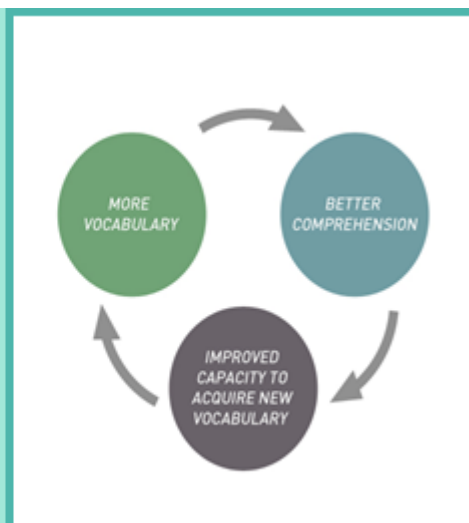 MORE
VOCABULARY
BETTER
COMPREHENSION
IMPROVED
CAPACITY TO
ACQUIRE NEW
VOCABULARY